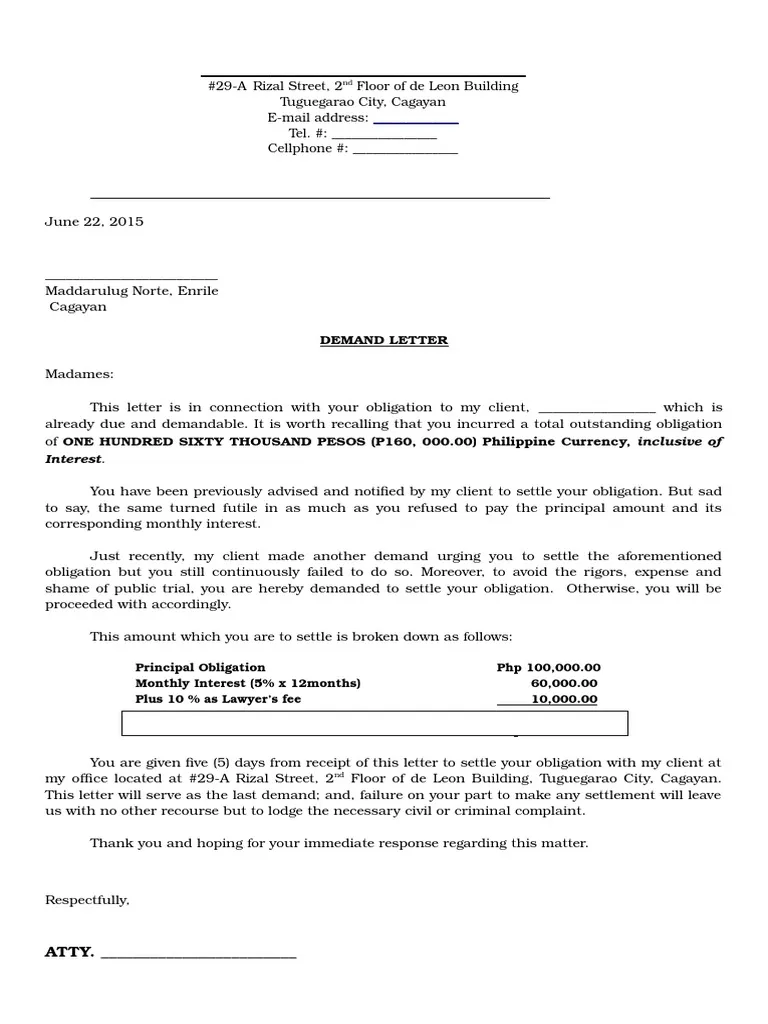 #29-A Rizal Street, 2nd Floor of de Leon Building
Tuguegarao City, Cagayan
E-mail address: ____________
Tel. #: _______________
Cellphone #: _______________
June 22, 2015
_________________________
Maddarulug Norte, Enrile
Cagayan
DEMAND LETTER
Madames:
This letter is in connection with your obligation to my client, _________________ which is
already due and demandable. It is worth recalling that you incurred a total outstanding obligation
of ONE HUNDRED SIXTY THOUSAND PESOS (P160, 000.00) Philippine Currency, inclusive of
Interest.
You have been previously advised and notified by my client to settle your obligation. But sad
to say, the same turned futile in as much as you refused to pay the principal amount and its
corresponding monthly interest.
Just recently, my client made another demand urging you to settle the aforementioned
obligation but you still continuously failed to do so. Moreover, to avoid the rigors, expense and
shame of public trial, you are hereby demanded to settle your obligation. Otherwise, you will be
proceeded with accordingly.
This amount which you are to settle is broken down as follows:
Principal Obligation Php 100,000.00
Monthly Interest (5% x 12months) 60,000.00
Plus 10 % as Lawyer's fee 10,000.00
You are given five (5) days from receipt of this letter to settle your obligation with my client at
my office located at #29-A Rizal Street, 2nd Floor of de Leon Building, Tuguegarao City, Cagayan.
This letter will serve as the last demand; and, failure on your part to make any settlement will leave
us with no other recourse but to lodge the necessary civil or criminal complaint.
Thank you and hoping for your immediate response regarding this matter.
Respectfully,
ATTY. _________________________